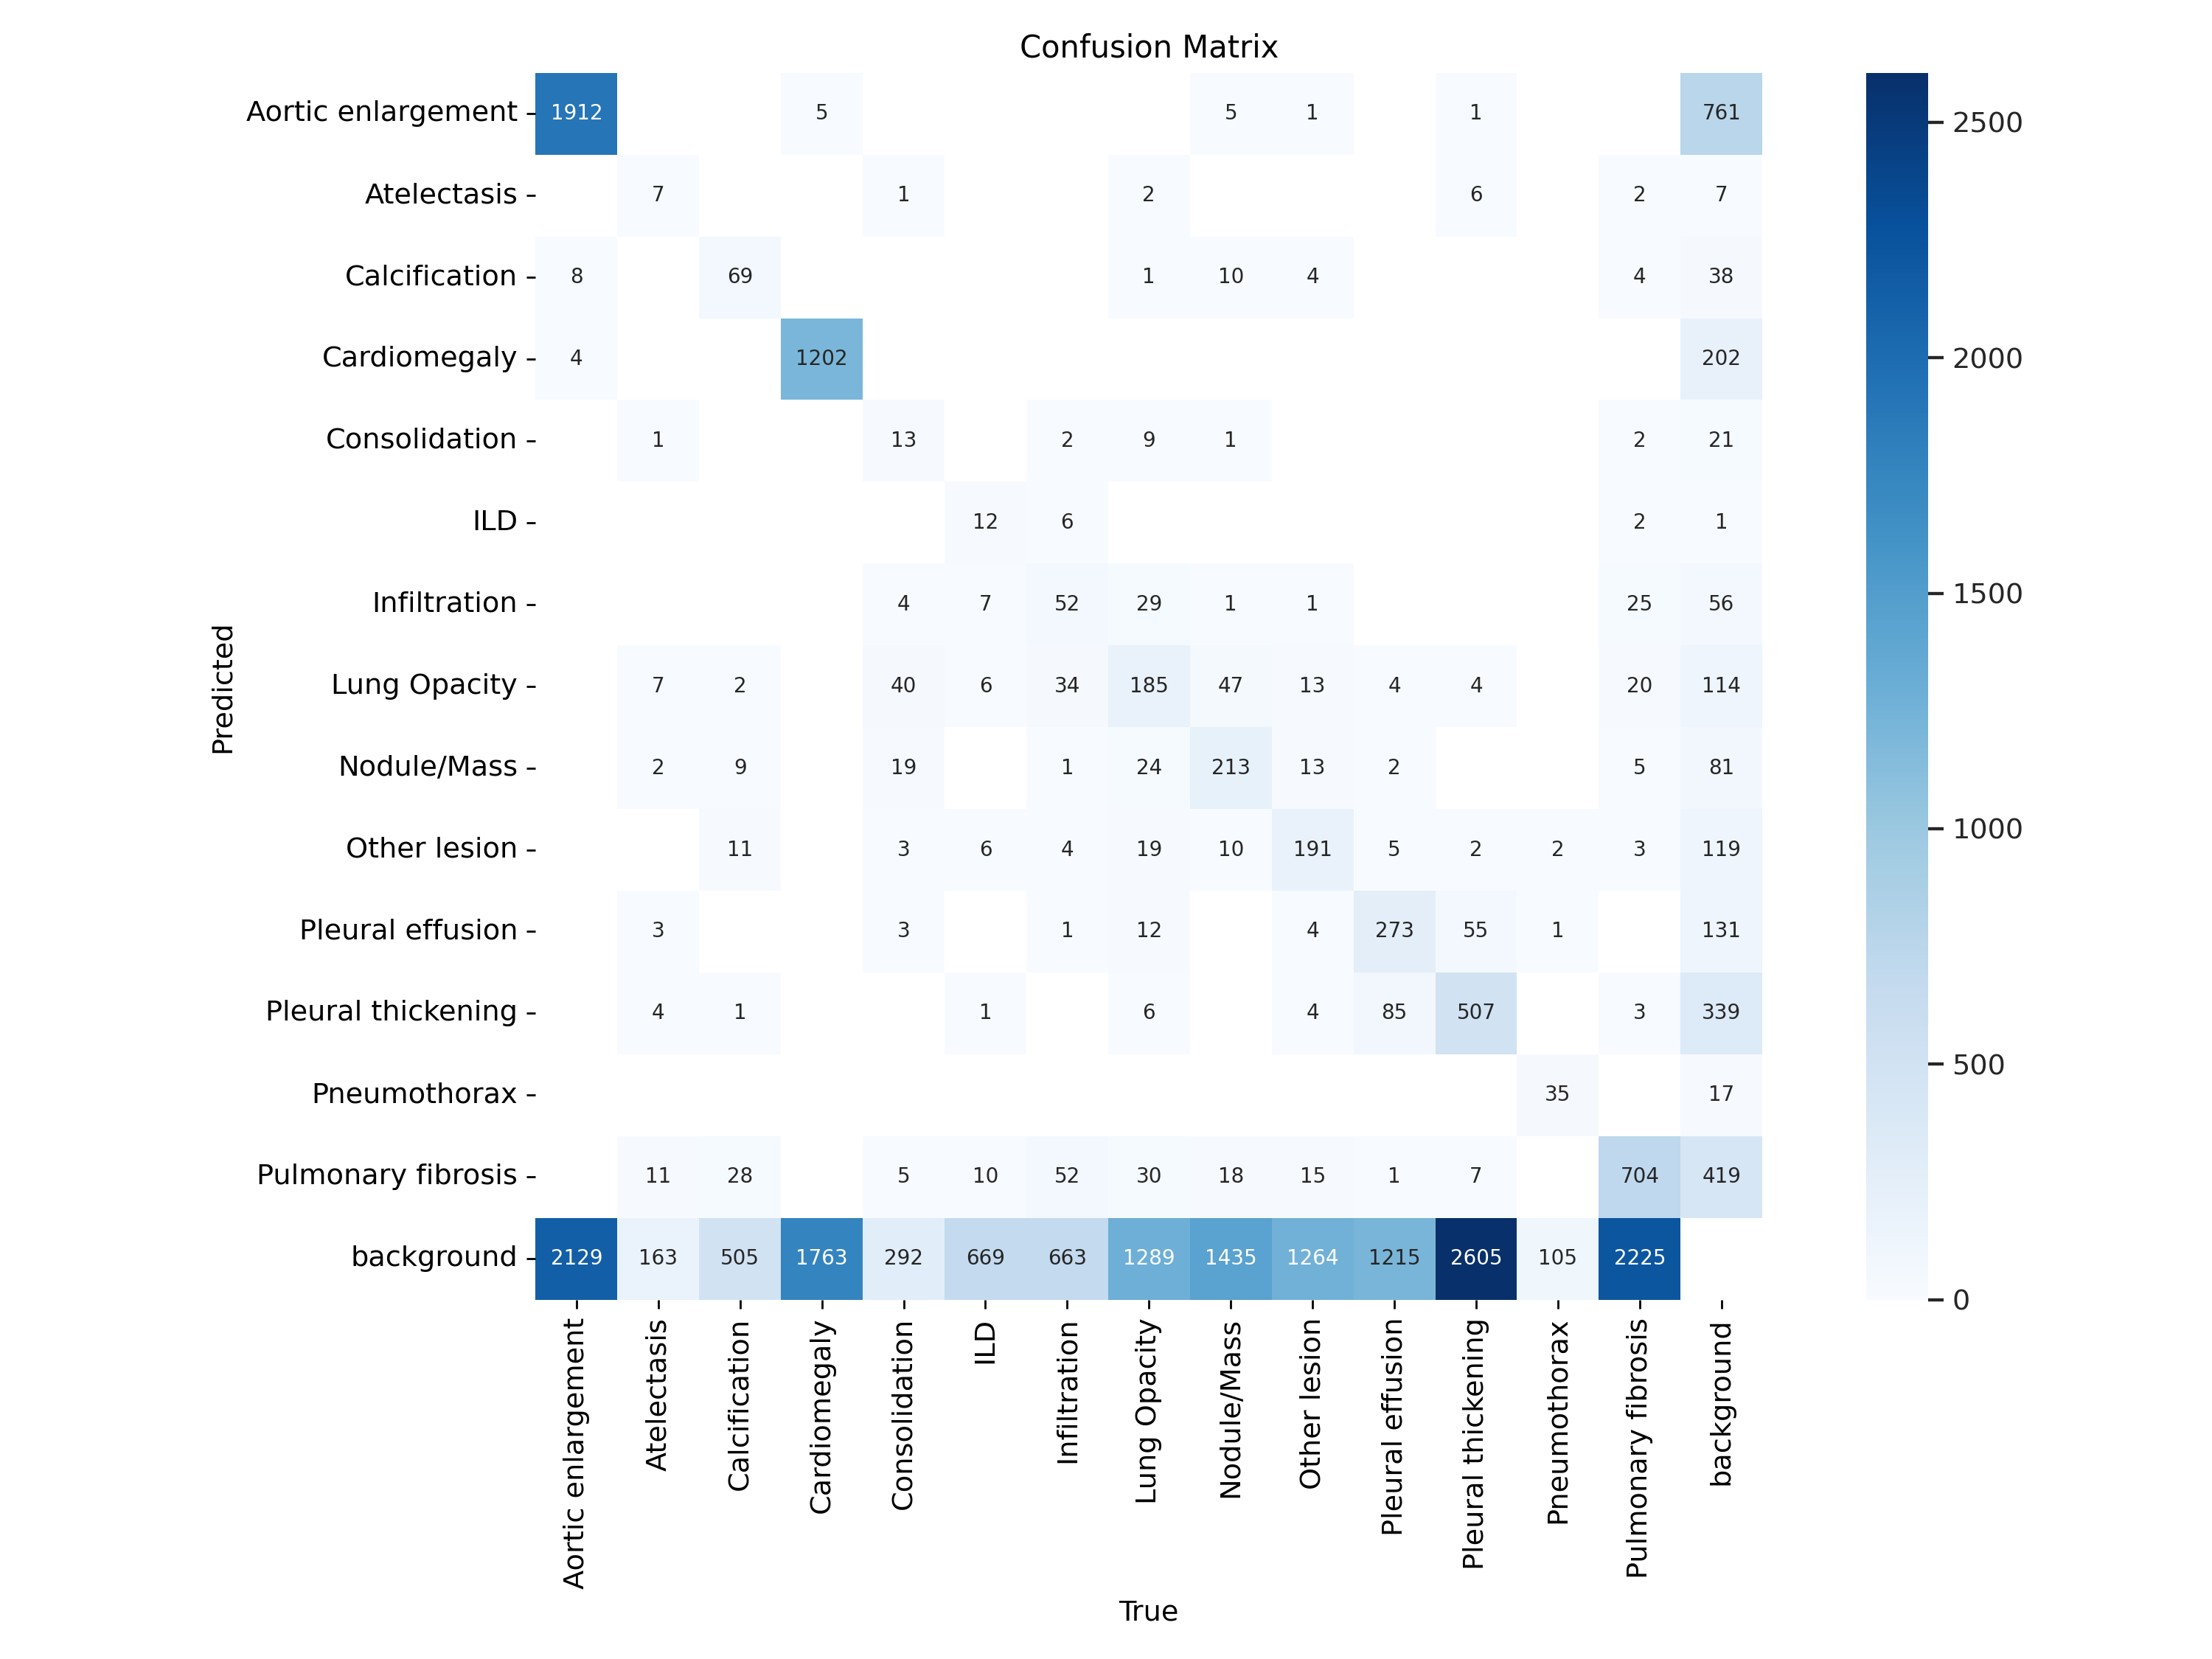 Confusion Matrix
Aortic enlargement 1912 5 5 1 1 761
Atelectasis 7 1 2 6 2 7
Calcification 8 69 1 10 4 4 38
Cardiomegaly 4 1202 202
Consolidation 1 13 2 9 1 2 21
ILD 12 6 2 1
Infiltration 4 7 52 29 1 1 25 56
Lung Opacity 7 2 40 6 34 185 47 13 4 4 20 114
Nodule/Mass 2 9 19 1 24 213 13 2 5 81
Other lesion 11 3 6 4 19 10 191 5 2 2 3 119
Pleural effusion 3 3 1 12 4 273 55 1 131
Pleural thickening 4 1 1 6 4 85 507 3 339
Pneumothorax 35 17
Pulmonary fibrosis 11 28 5 10 52 30 18 15 1 7 704 419
background 2129 163 505 1763 292 669 663 1289 1435 1264 1215 2605 105 2225
Predicted
Aortic enlargement
Atelectasis
Calcification
Cardiomegaly
Consolidation
ILD
Infiltration
Lung Opacity
Nodule/Mass
Other lesion
Pleural effusion
Pleural thickening
Pneumothorax
Pulmonary fibrosis
background
True
2500
2000
1500
1000
500
0